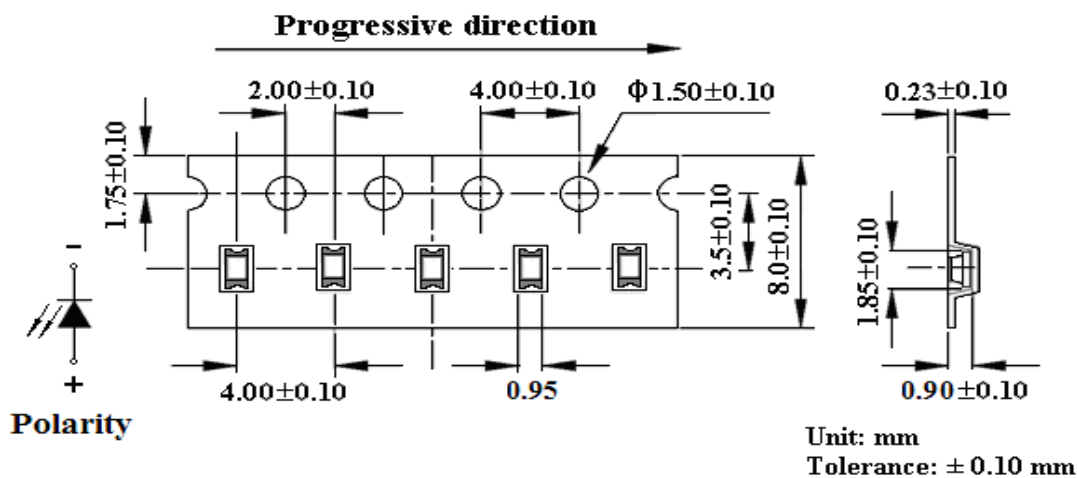 Progressive direction
2.00±0.10
4.00±0.10
Φ1.50±0.10
0.23±0.10
1.75±0.10
3.5±0.10
8.0±0.10
1.85±0.10
-
+
Polarity
4.00±0.10
0.95
0.90±0.10
Unit: mm
Tolerance: ± 0.10 mm